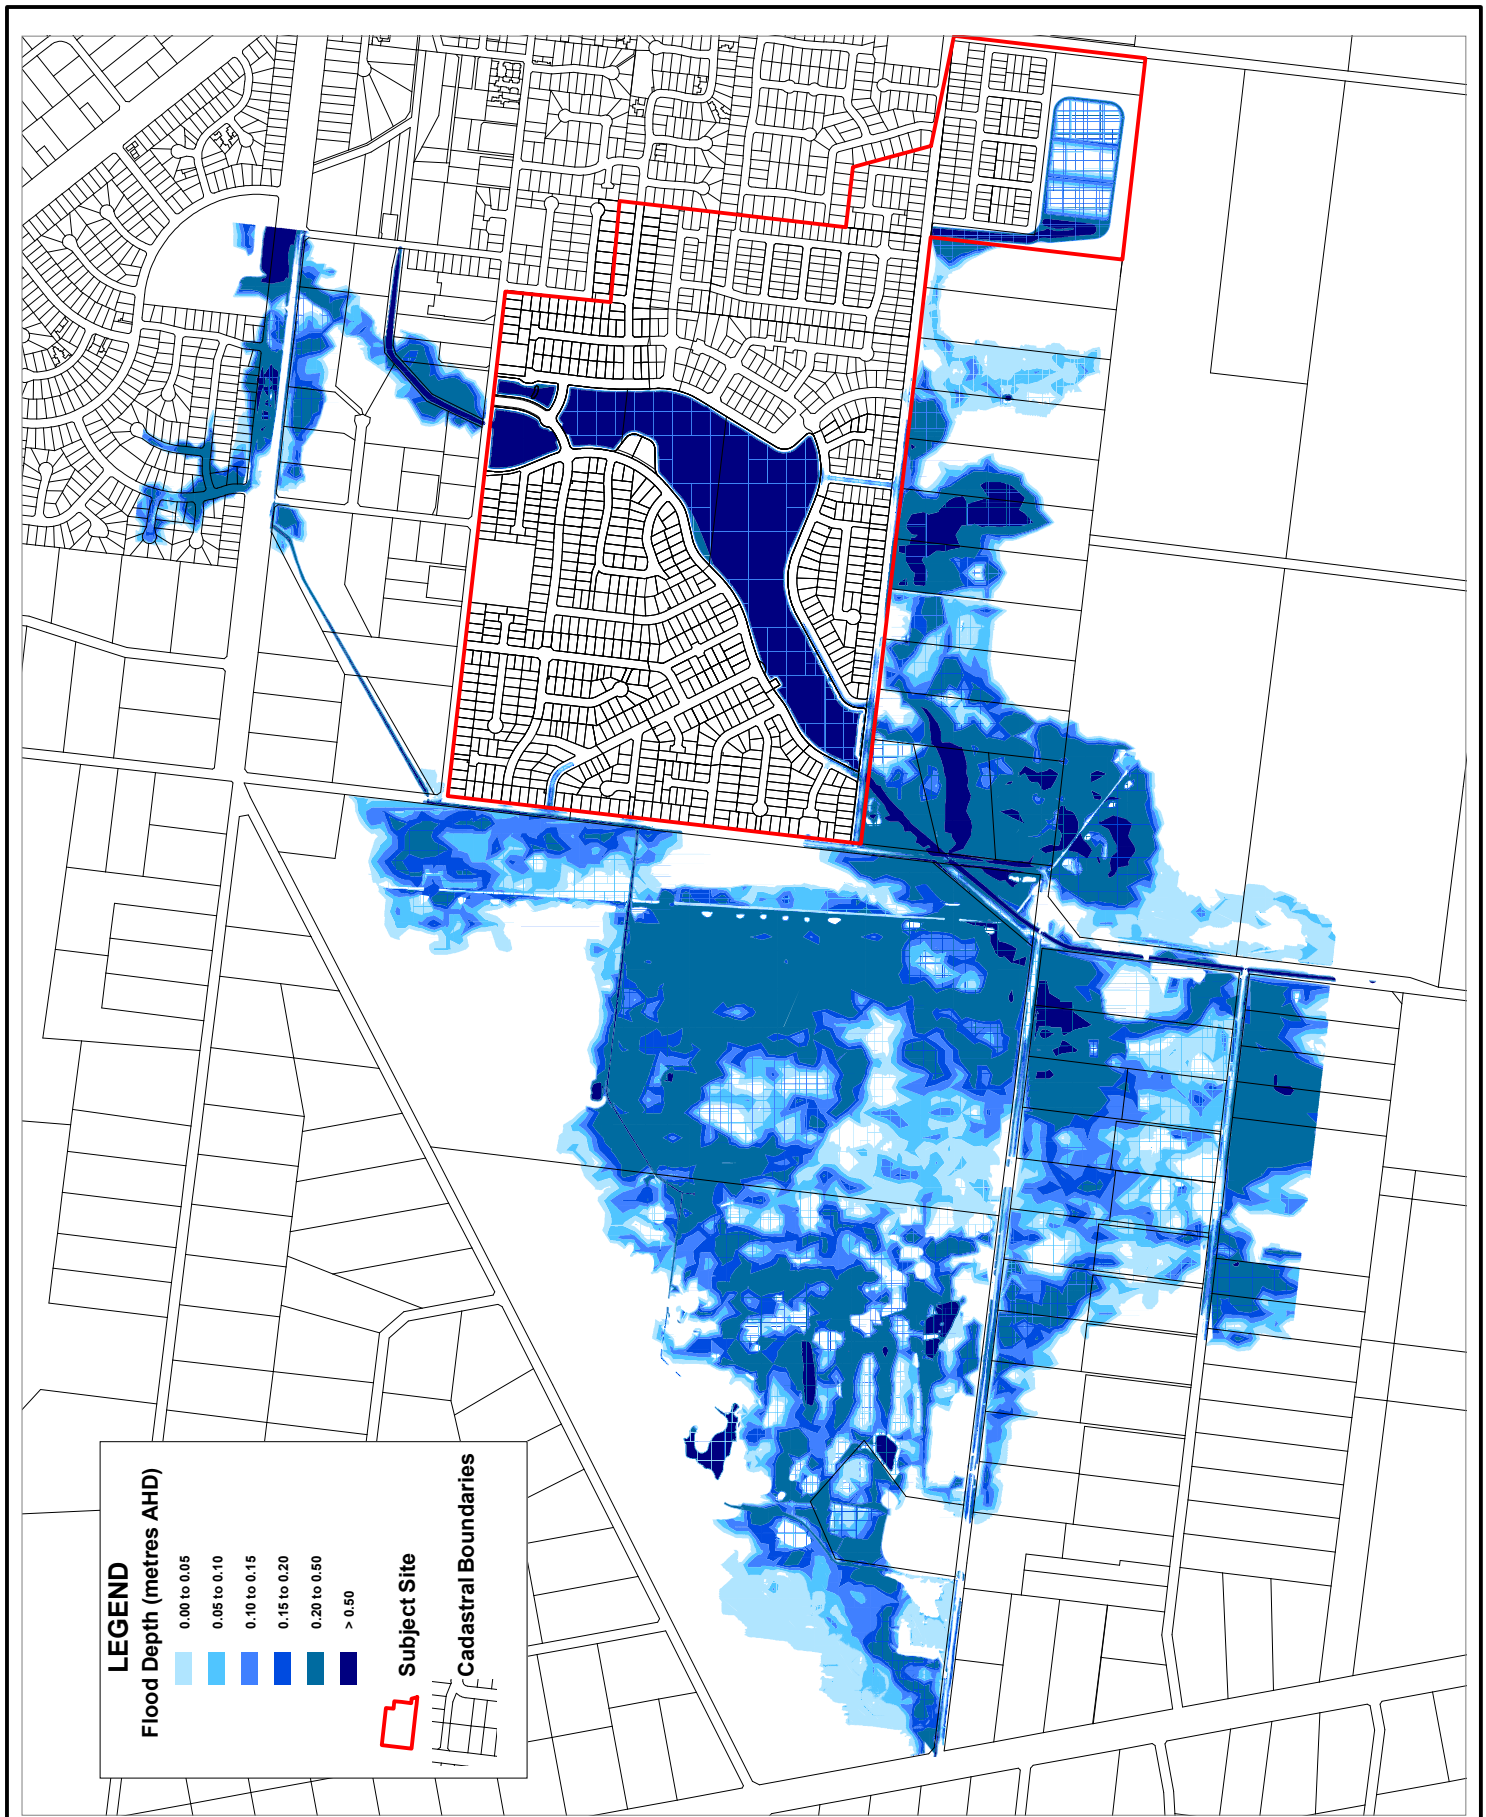 LEGEND
Flood Depth (metres AHD)
0.00 to 0.05
0.05 to 0.10
0.10 to 0.15
0.15 to 0.20
0.20 to 0.50
> 0.50
Subject Site
Cadastral Boundaries